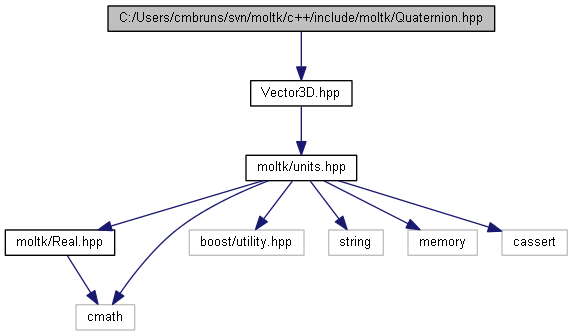 C:/Users/cmbruns/svn/moltk/c++/include/moltk/Quaternion.hpp
Vector3D.hpp
moltk/units.hpp
moltk/Real.hpp
boost/utility.hpp
string
memory
cassert
cmath